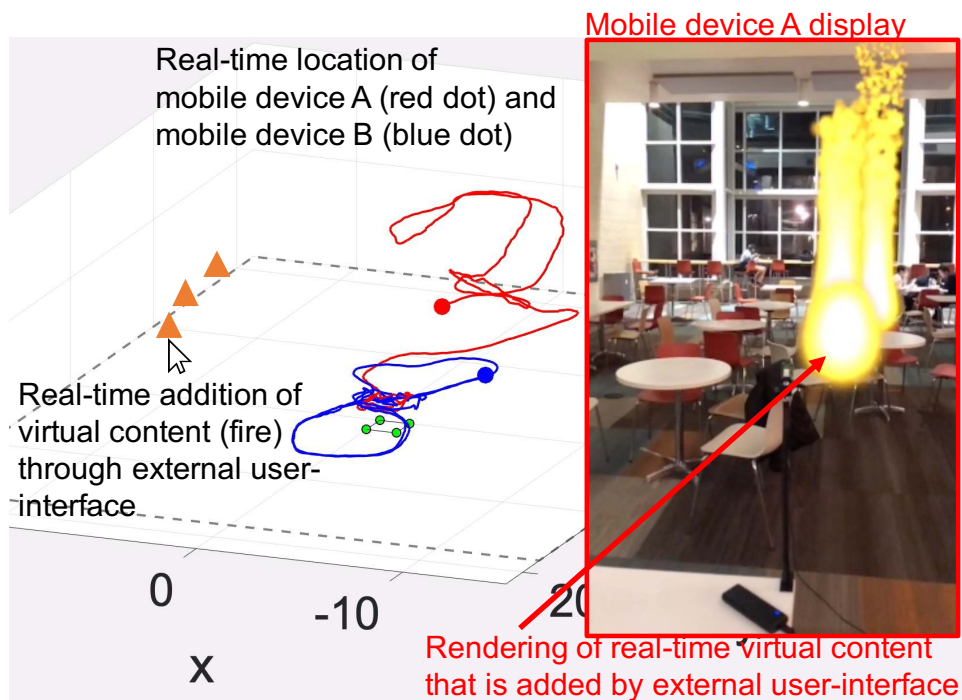 Mobile device A display
Real-time location of
mobile device A (red dot) and
mobile device B (blue dot)
Real-time addition of
virtual content (fire)
through external user-
interface
0
-10
20
x
Rendering of real-time virtual content
that is added by external user-interface